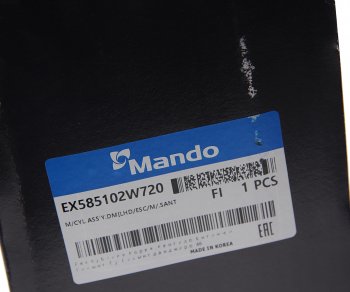 Mando
EX585102W720
FI 1 PCS
M/CYL ASS'Y.DM(LHD/ESC/M/.SANT
MADE IN KOREA
EAC